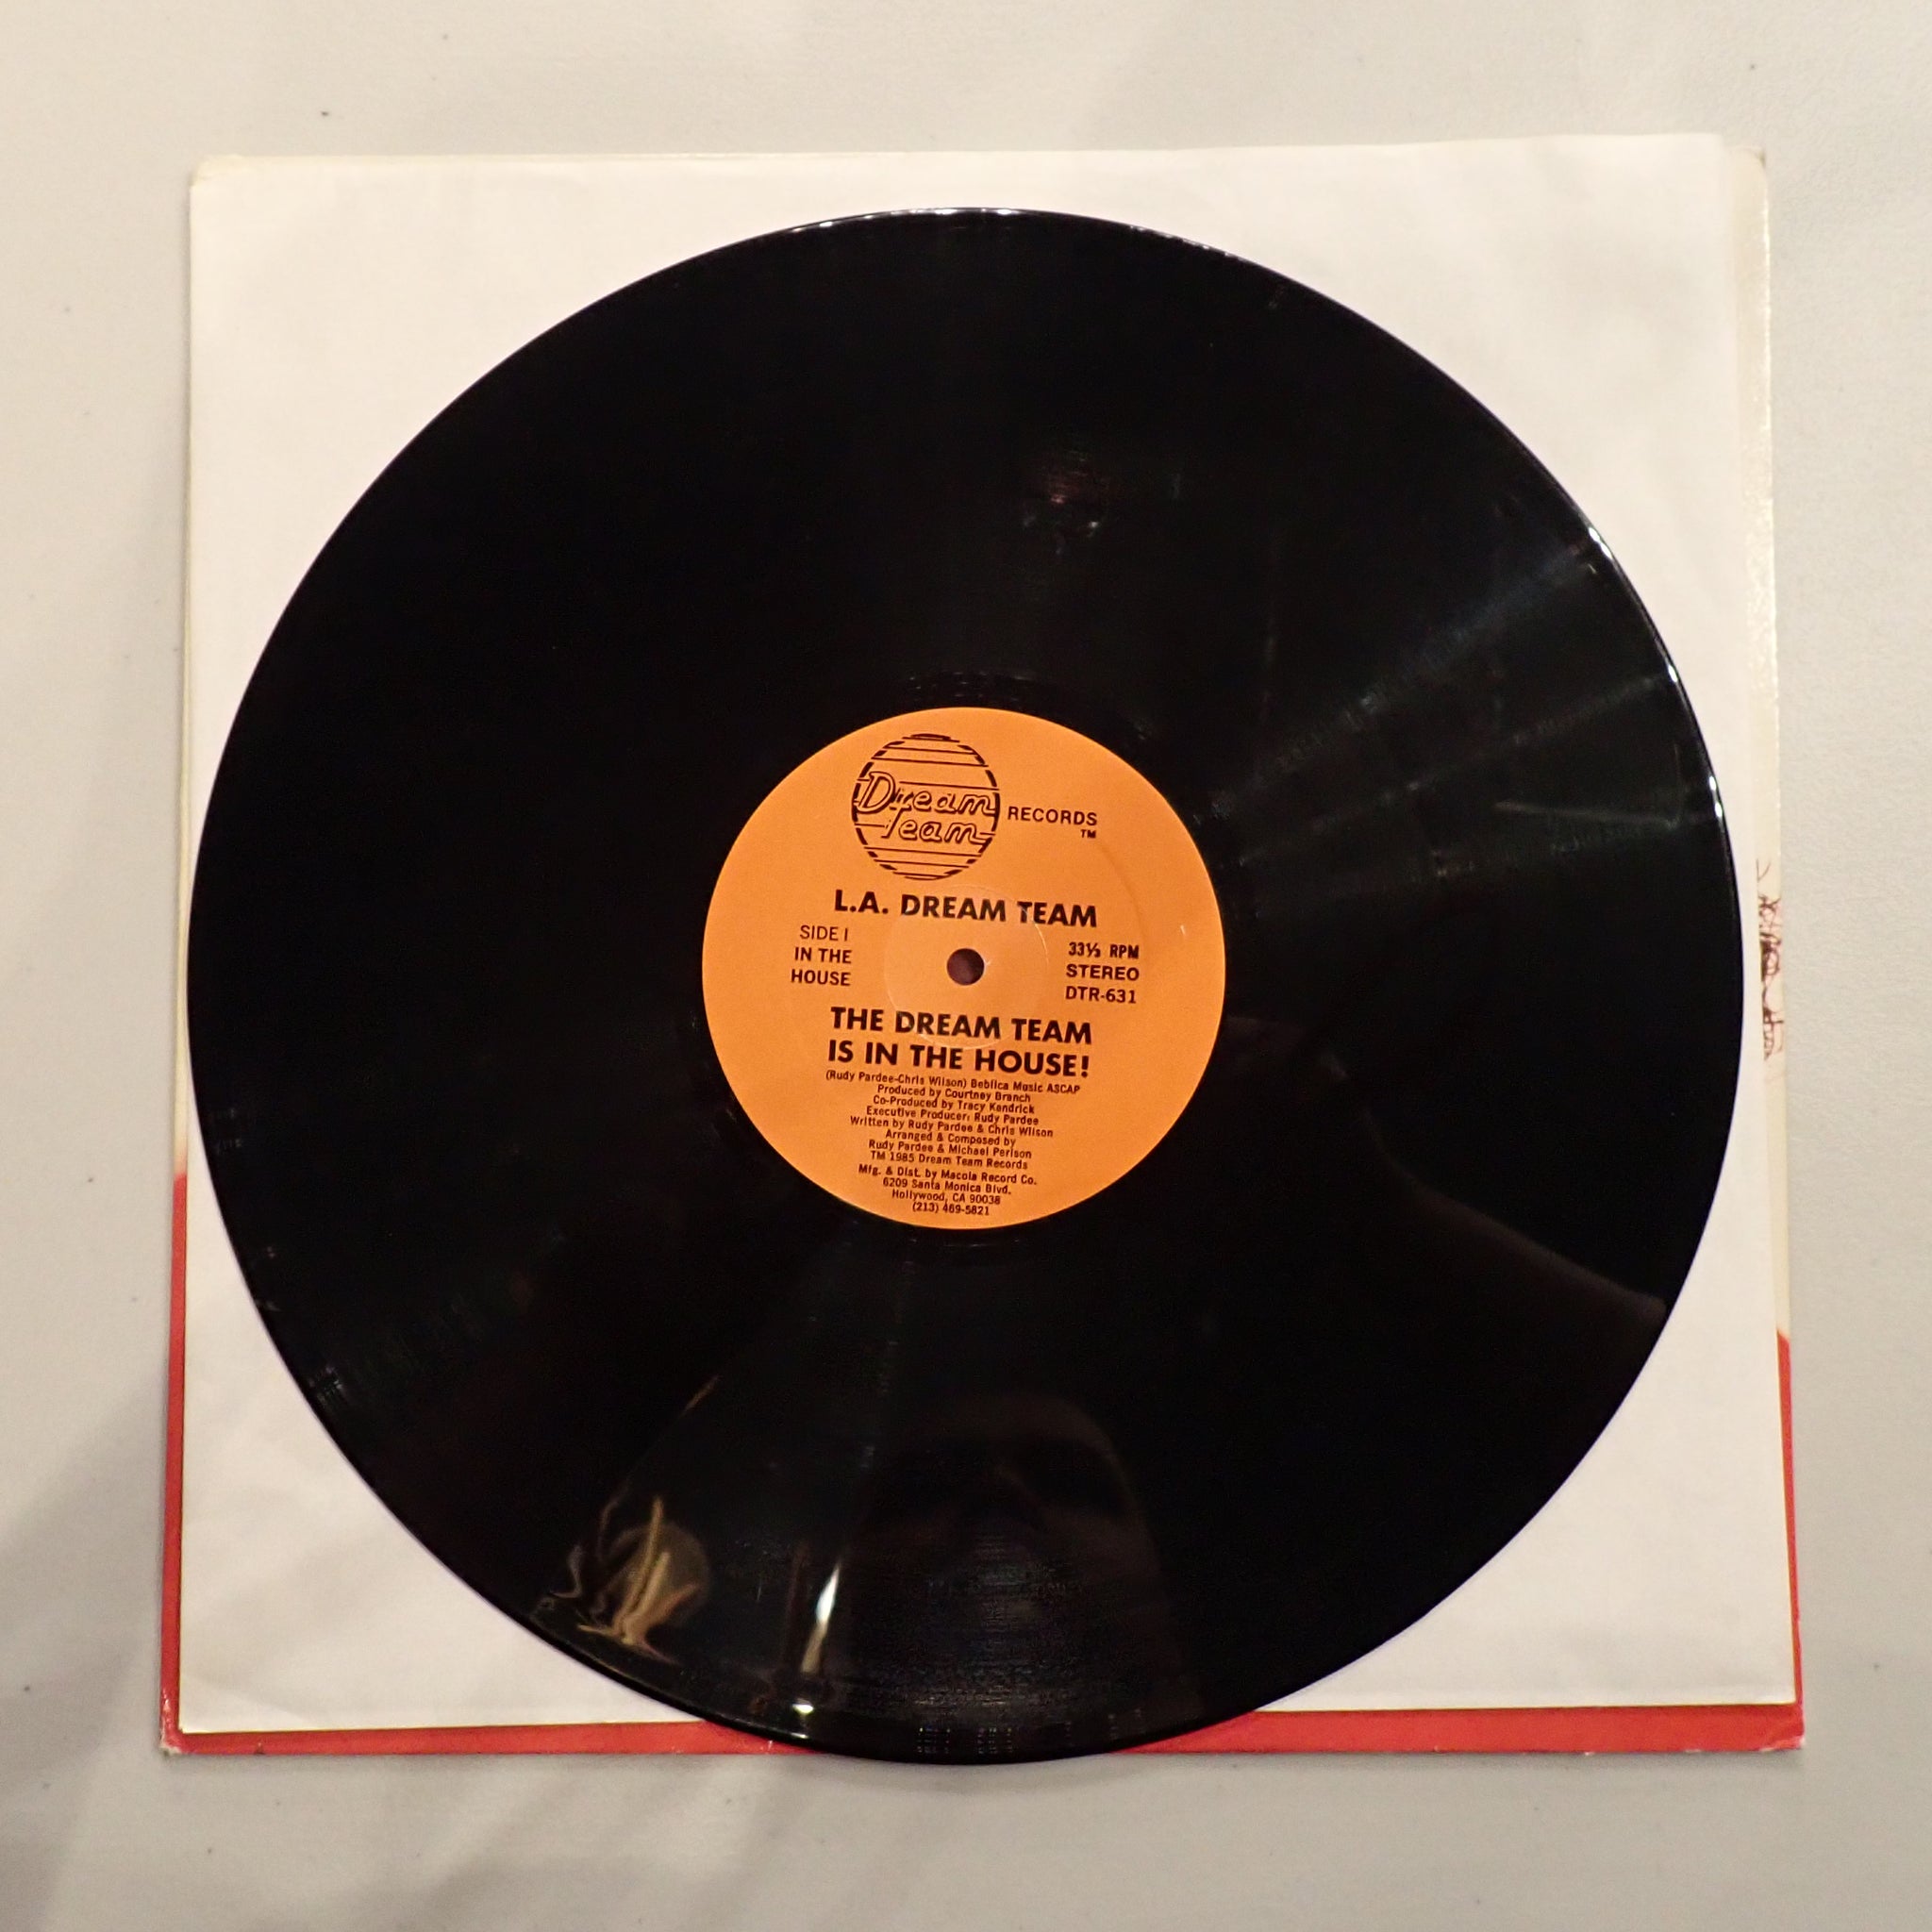 Dream
Team
RECORDS
TM
L.A. DREAM TEAM
SIDE I
IN THE
HOUSE
33⅓ RPM
STEREO
DTR-631
THE DREAM TEAM
IS IN THE HOUSE!
(Rudy Pardee-Chris Wilson) Beblica Music ASCAP
Produced by Courtney Branch
Co-Produced by Tracy Kendrick
Executive Producer: Rudy Pardee
Written by Rudy Pardee & Chris Wilson
Arranged & Composed by
Rudy Pardee & Michael Perison
TM 1985 Dream Team Records
Mfg. & Dist. by Macola Record Co.
6209 Santa Monica Blvd.
Hollywood, CA 90038
(213) 469-5821